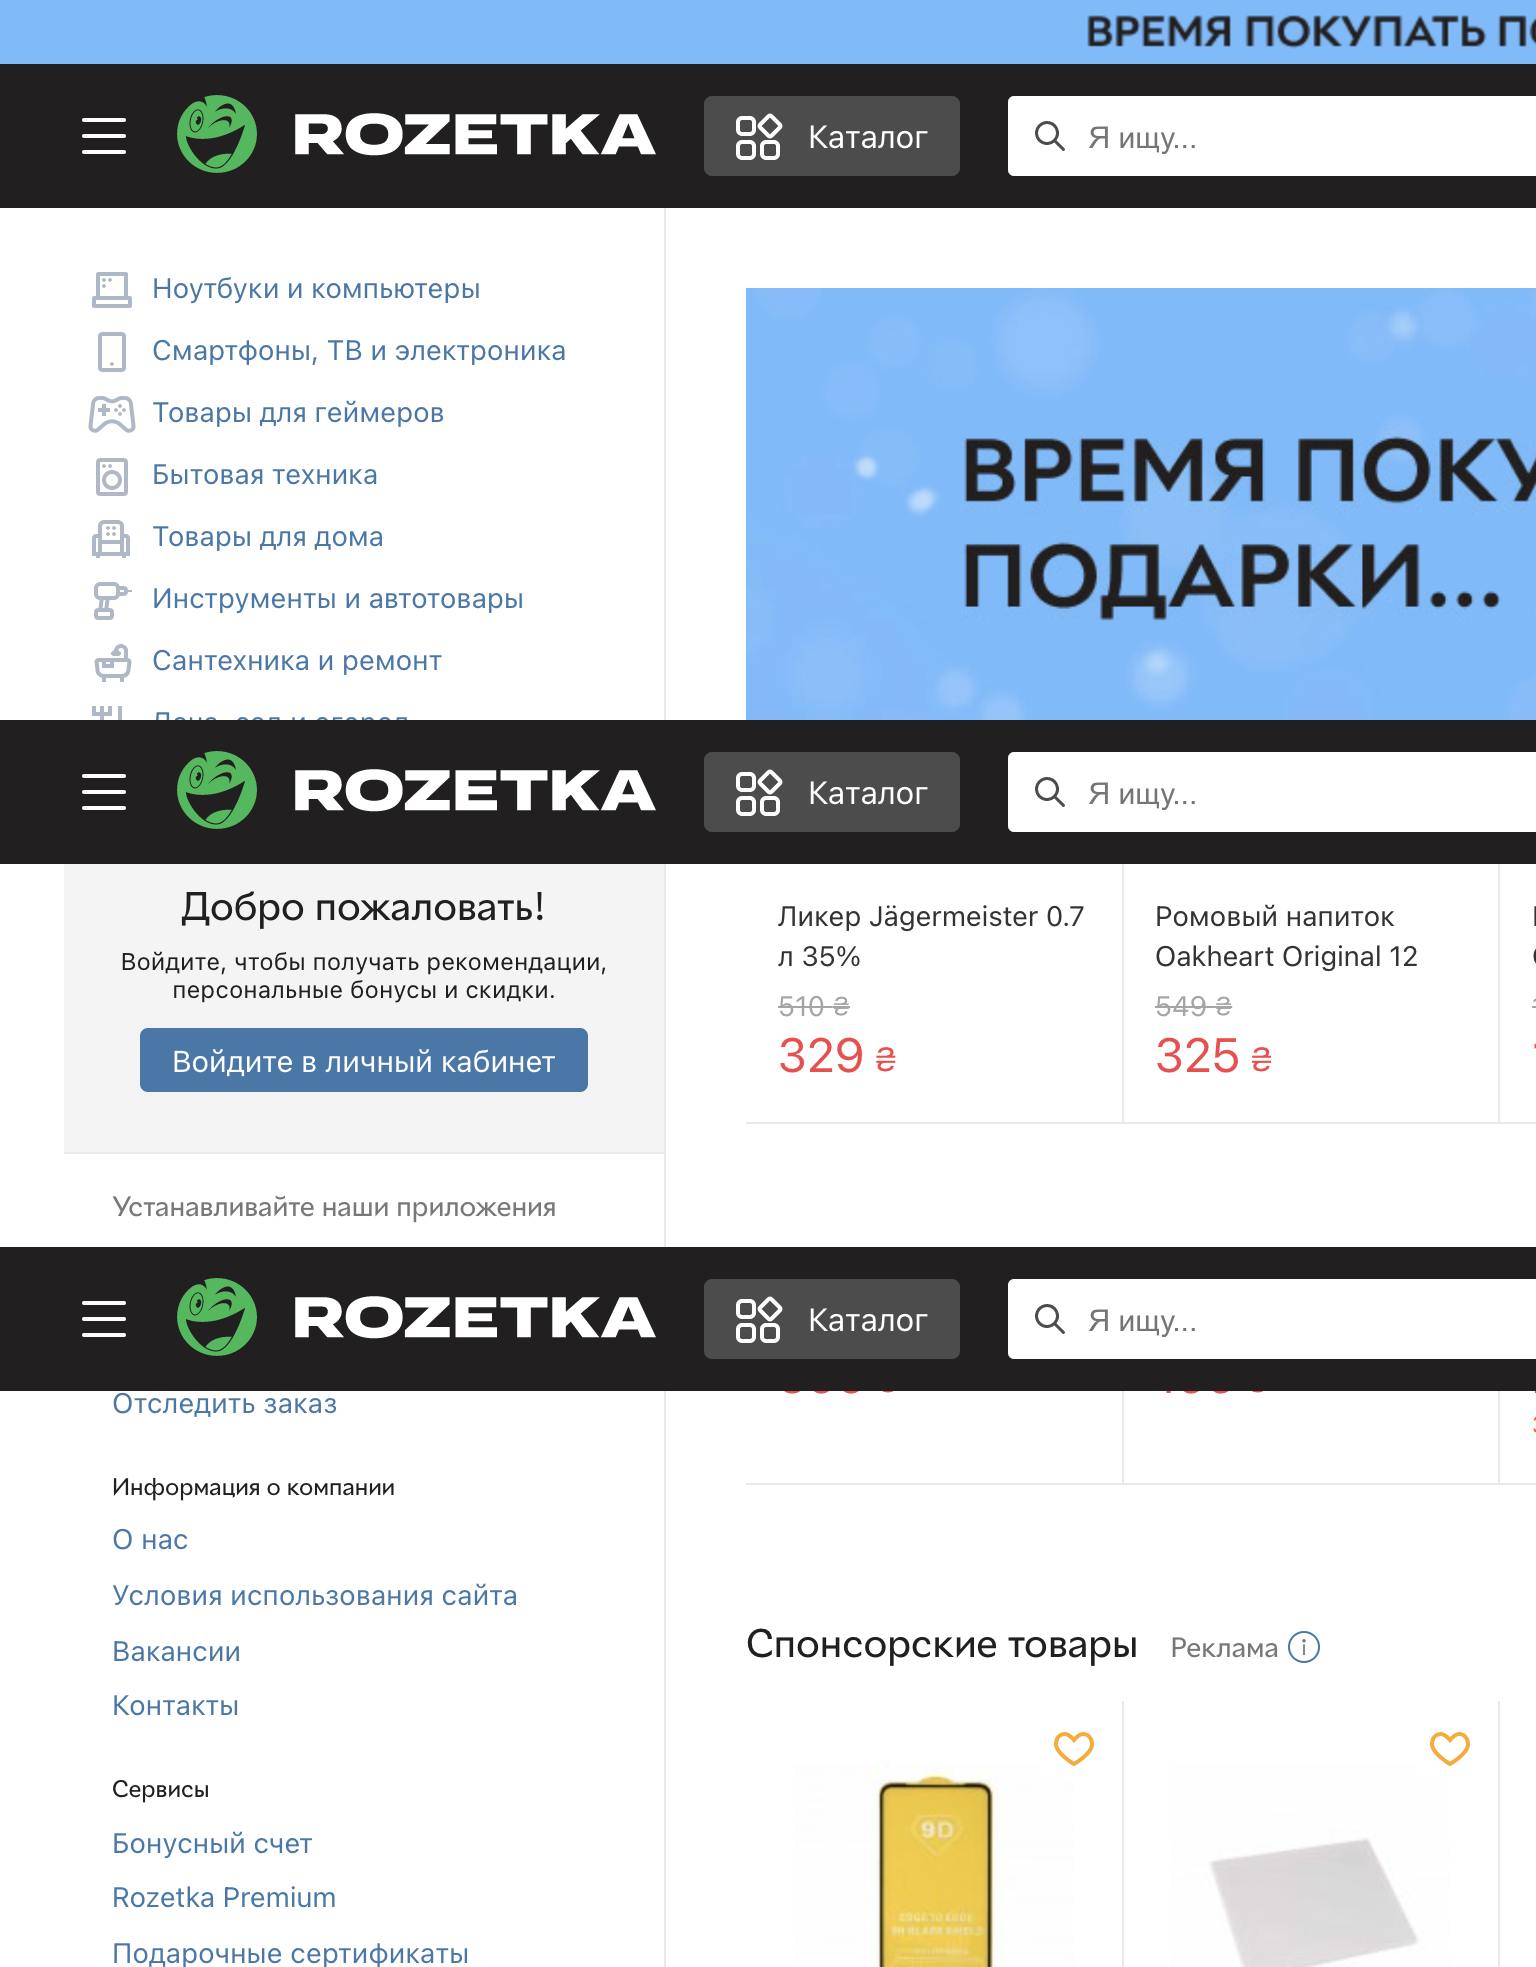 ВРЕМЯ ПОКУПАТЬ
ROZETKA
Каталог
Я ищу...
Ноутбуки и компьютеры
Смартфоны, ТВ и электроника
Товары для геймеров
Бытовая техника
Товары для дома
Инструменты и автотовары
Сантехника и ремонт
Дача, сад и огород
ВРЕМЯ
ПОДАРКИ...
ROZETKA
Каталог
Я ищу...
Добро пожаловать!
Войдите, чтобы получать рекомендации,
персональные бонусы и скидки.
Войдите в личный кабинет
Устанавливайте наши приложения
Ликер Jägermeister 0.7
л 35%
510 ₴
329 ₴
Ромовый напиток
Oakheart Original 12
549 ₴
325 ₴
ROZETKA
Каталог
Я ищу...
Отследить заказ
Информация о компании
О нас
Условия использования сайта
Вакансии
Контакты
Сервисы
Бонусный счет
Rozetka Premium
Подарочные сертификаты
Спонсорские товары
Реклама
9D